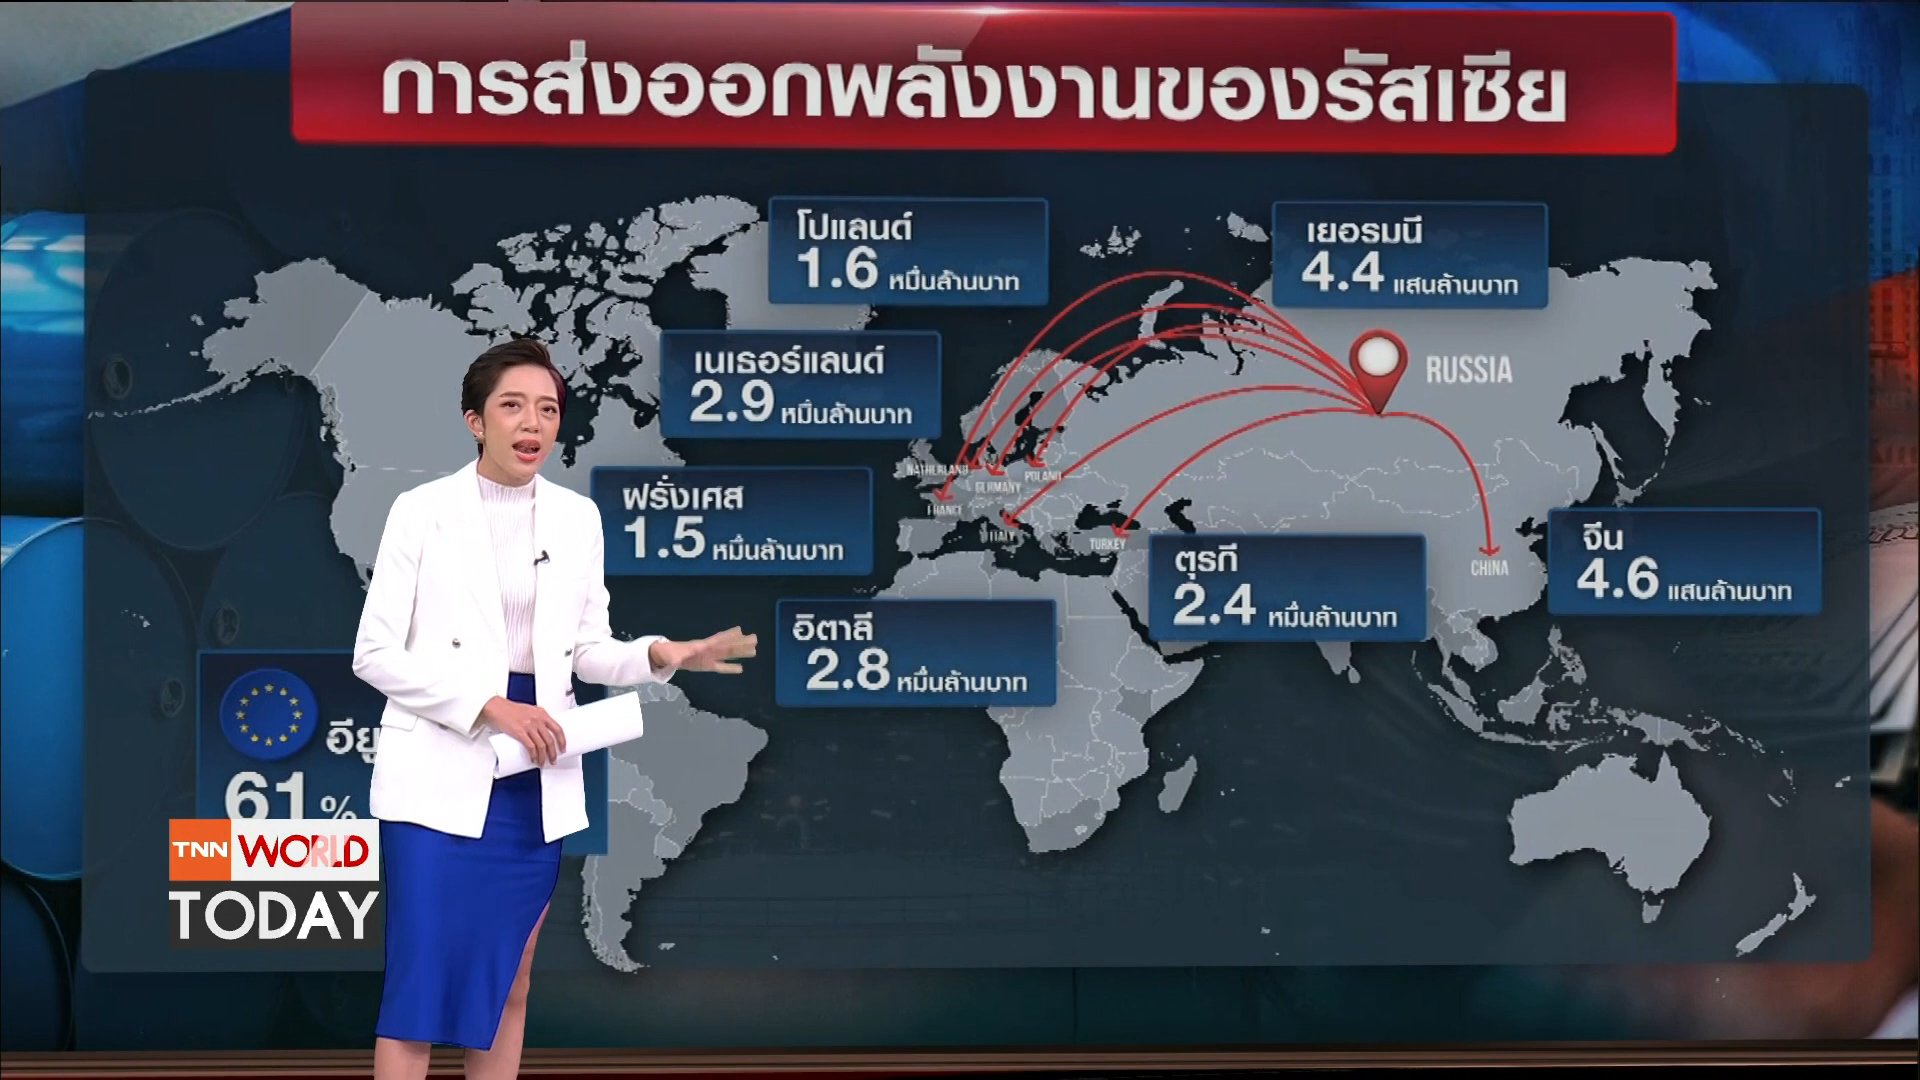 การส่งออกพลังงานของรัสเซีย
โปแลนด์
1.6 หมื่นล้านบาท
เยอรมนี
4.4 แสนล้านบาท
RUSSIA
เนเธอร์แลนด์
2.9 หมื่นล้านบาท
NATHERLAND
POLAND
GERMANY
FRANCE
ITALY
TURKEY
CHINA
ฝรั่งเศส
1.5 หมื่นล้านบาท
ตุรกี
2.4 หมื่นล้านบาท
จีน
4.6 แสนล้านบาท
อิตาลี
2.8 หมื่นล้านบาท
อียู
61 %
TNN WORLD
TODAY